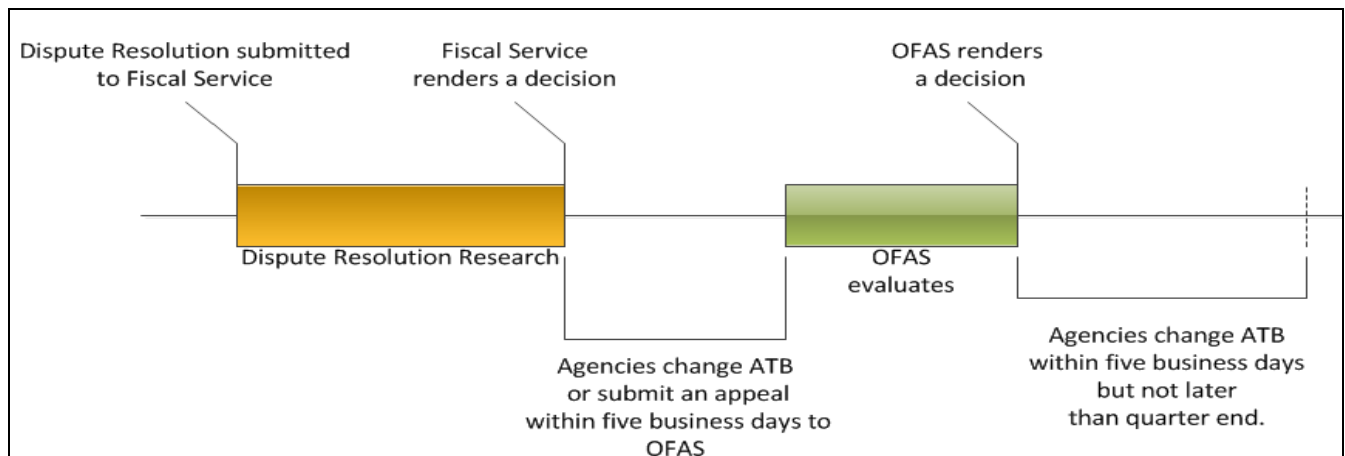 Dispute Resolution submitted
to Fiscal Service
Fiscal Service
renders a decision
OFAS renders
a decision
Dispute Resolution Research
OFAS
evaluates
Agencies change ATB
or submit an appeal
within five business days to
OFAS
Agencies change ATB
within five business days
but not later
than quarter end.